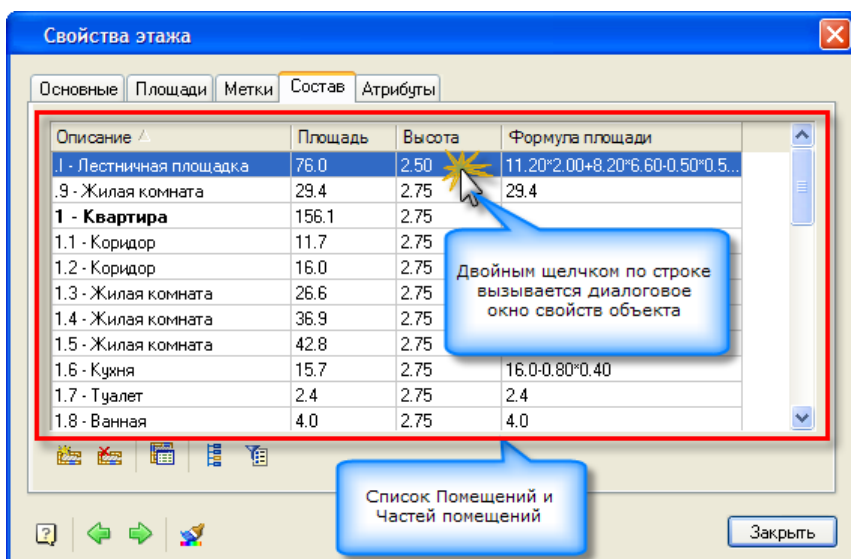 Свойства этажа
Основные Площади Метки Состав Атрибуты
Описание Площадь Высота Формула площади
.I - Лестничная площадка 76.0 2.50 11.20*2.00+8.20*6.60-0.50*0.5...
.9 - Жилая комната 29.4 2.75 29.4
1 - Квартира 156.1 2.75
1.1 - Коридор 11.7 2.75
1.2 - Коридор 16.0 2.75
1.3 - Жилая комната 26.6 2.75
1.4 - Жилая комната 36.9 2.75
1.5 - Жилая комната 42.8 2.75
1.6 - Кухня 15.7 2.75 16.0-0.80*0.40
1.7 - Туалет 2.4 2.75 2.4
1.8 - Ванная 4.0 2.75 4.0
Двойным щелчком по строке
вызывается диалоговое
окно свойств объекта
Список Помещений и
Частей помещений
Закрыть